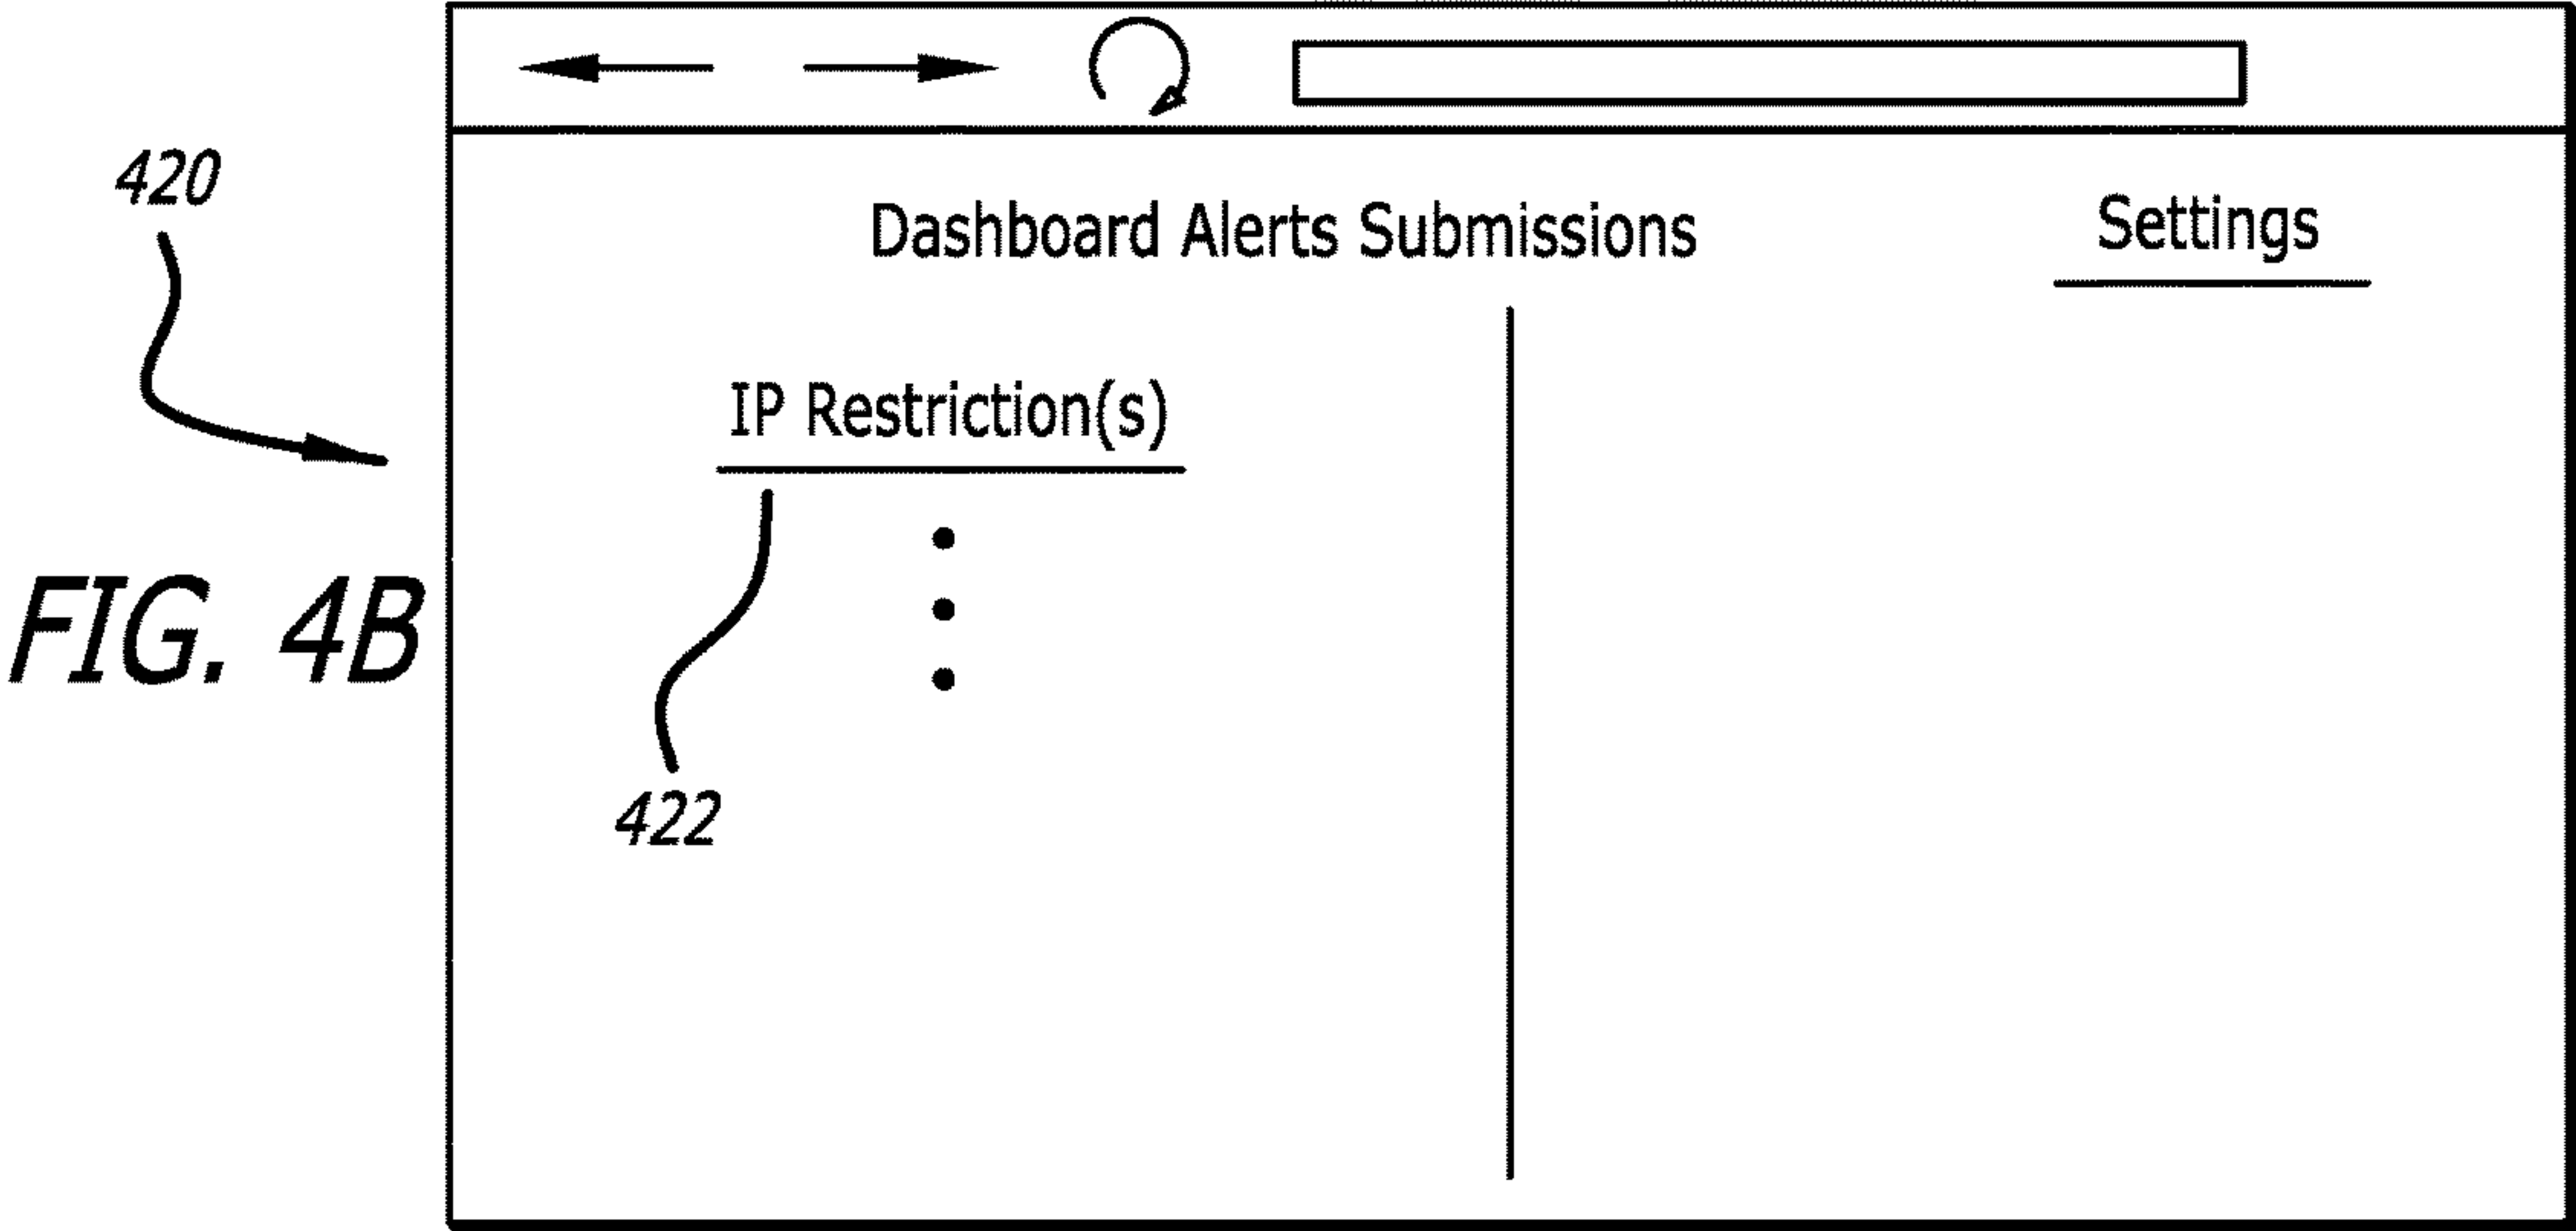 420
Dashboard Alerts Submissions
Settings
IP Restriction(s)
FIG. 4B
422